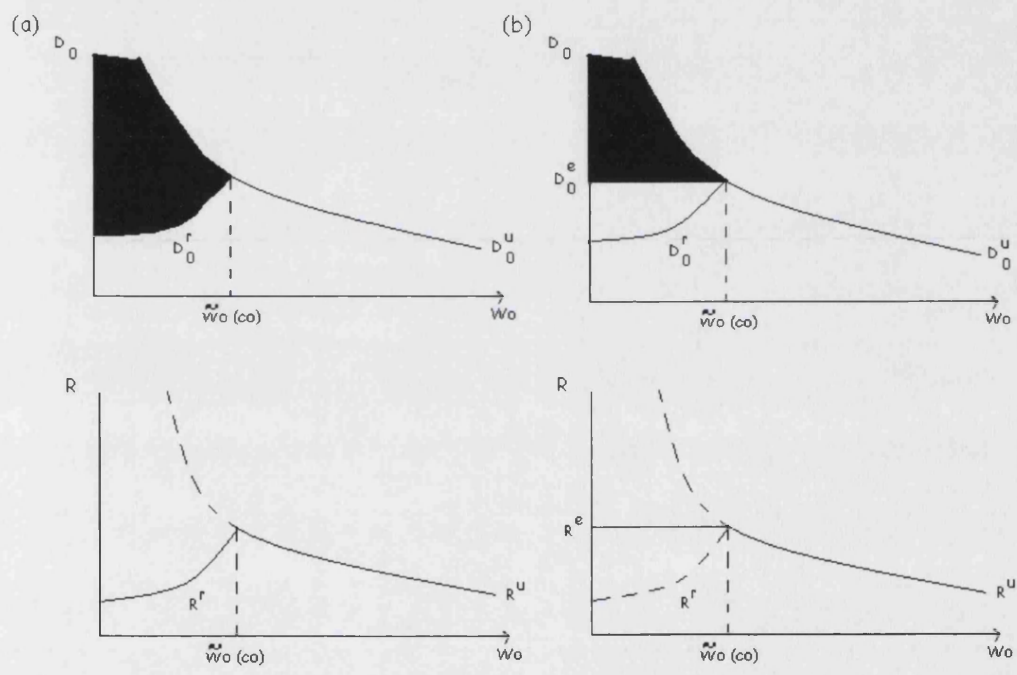 (a)
D₀
D₀ʳ
D₀ᵘ
W̃o (co)
Wo
(b)
D₀
D₀ᵉ
D₀ʳ
D₀ᵘ
W̃o (co)
Wo
R
Rʳ
Rᵘ
W̃o (co)
Wo
R
Rᵉ
Rʳ
Rᵘ
W̃o (co)
Wo